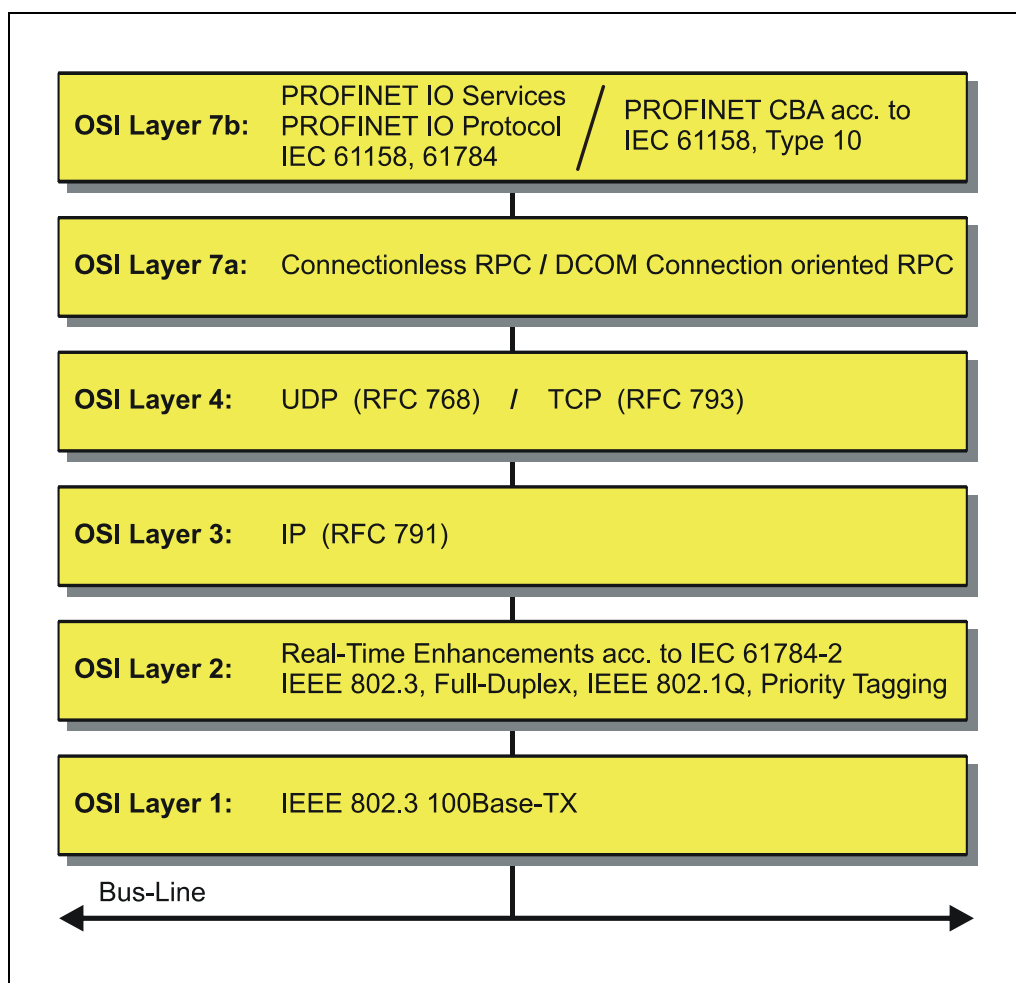 OSI Layer 7b:
PROFINET IO Services
PROFINET IO Protocol
IEC 61158, 61784
/
PROFINET CBA acc. to
IEC 61158, Type 10
OSI Layer 7a: Connectionless RPC / DCOM Connection oriented RPC
OSI Layer 4: UDP (RFC 768) / TCP (RFC 793)
OSI Layer 3: IP (RFC 791)
OSI Layer 2:
Real-Time Enhancements acc. to IEC 61784-2
IEEE 802.3, Full-Duplex, IEEE 802.1Q, Priority Tagging
OSI Layer 1: IEEE 802.3 100Base-TX
Bus-Line